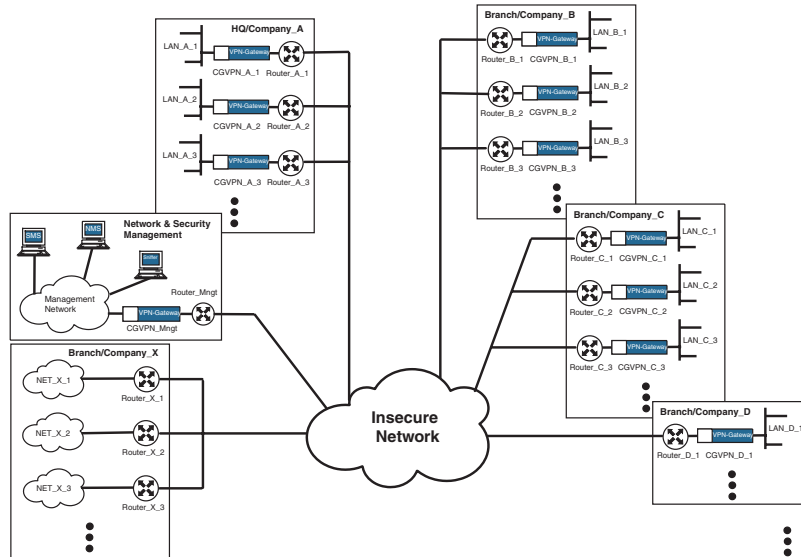 HQ/Company_A
LAN_A_1
VPN-Gateway
CGVPN_A_1
Router_A_1
LAN_A_2
VPN-Gateway
CGVPN_A_2
Router_A_2
LAN_A_3
VPN-Gateway
CGVPN_A_3
Router_A_3
Branch/Company_B
LAN_B_1
VPN-Gateway
Router_B_1
CGVPN_B_1
LAN_B_2
VPN-Gateway
Router_B_2
CGVPN_B_2
LAN_B_3
VPN-Gateway
Router_B_3
CGVPN_B_3
Network & Security
Management
SMS
NMS
Sniffer
Management
Network
Router_Mngt
VPN-Gateway
CGVPN_Mngt
Branch/Company_C
LAN_C_1
VPN-Gateway
Router_C_1
CGVPN_C_1
LAN_C_2
VPN-Gateway
Router_C_2
CGVPN_C_2
LAN_C_3
VPN-Gateway
Router_C_3
CGVPN_C_3
Branch/Company_X
NET_X_1
Router_X_1
NET_X_2
Router_X_2
NET_X_3
Router_X_3
Insecure
Network
Branch/Company_D
LAN_D_1
VPN-Gateway
Router_D_1
CGVPN_D_1